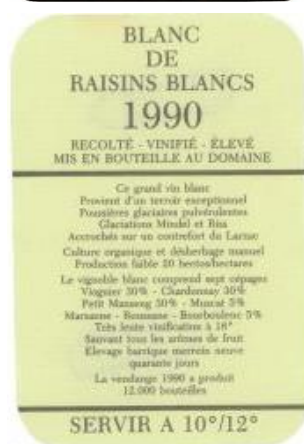 BLANC
DE
RAISINS BLANCS
1990
RECOLTÉ - VINIFIÉ - ÉLEVÉ
MIS EN BOUTEILLE AU DOMAINE
Ce grand vin blanc
Provient d'un terroir exceptionnel
Poussières glaciaires pulvérulentes
Glaciations Mindel et Riss
Accrochés sur un contrefort du Larzac
Culture organique et désherbage manuel
Production faible 20 hectos/hectares
Le vignoble blanc comprend sept cépages
Viognier 30% - Chardonnay 30%
Petit Manseng 30% - Muscat 5%
Marsanne - Roussane - Bourboulenc 5%
Très lente vinification à 18°
Sauvant tous les arômes de fruit
Elevage barrique merrain neuve
quarante jours
La vendange 1990 a produit
12.000 bouteilles
SERVIR A 10°/12°